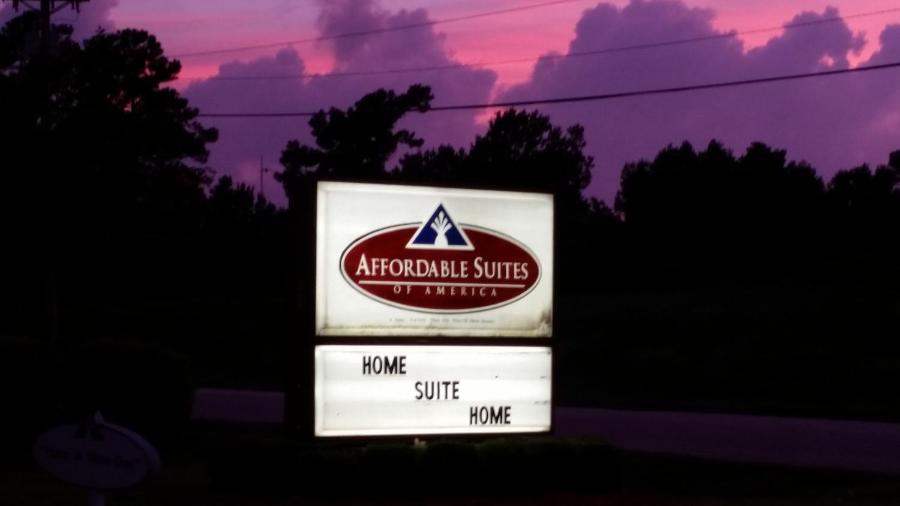 AFFORDABLE SUITES
OF AMERICA
HOME
SUITE
HOME